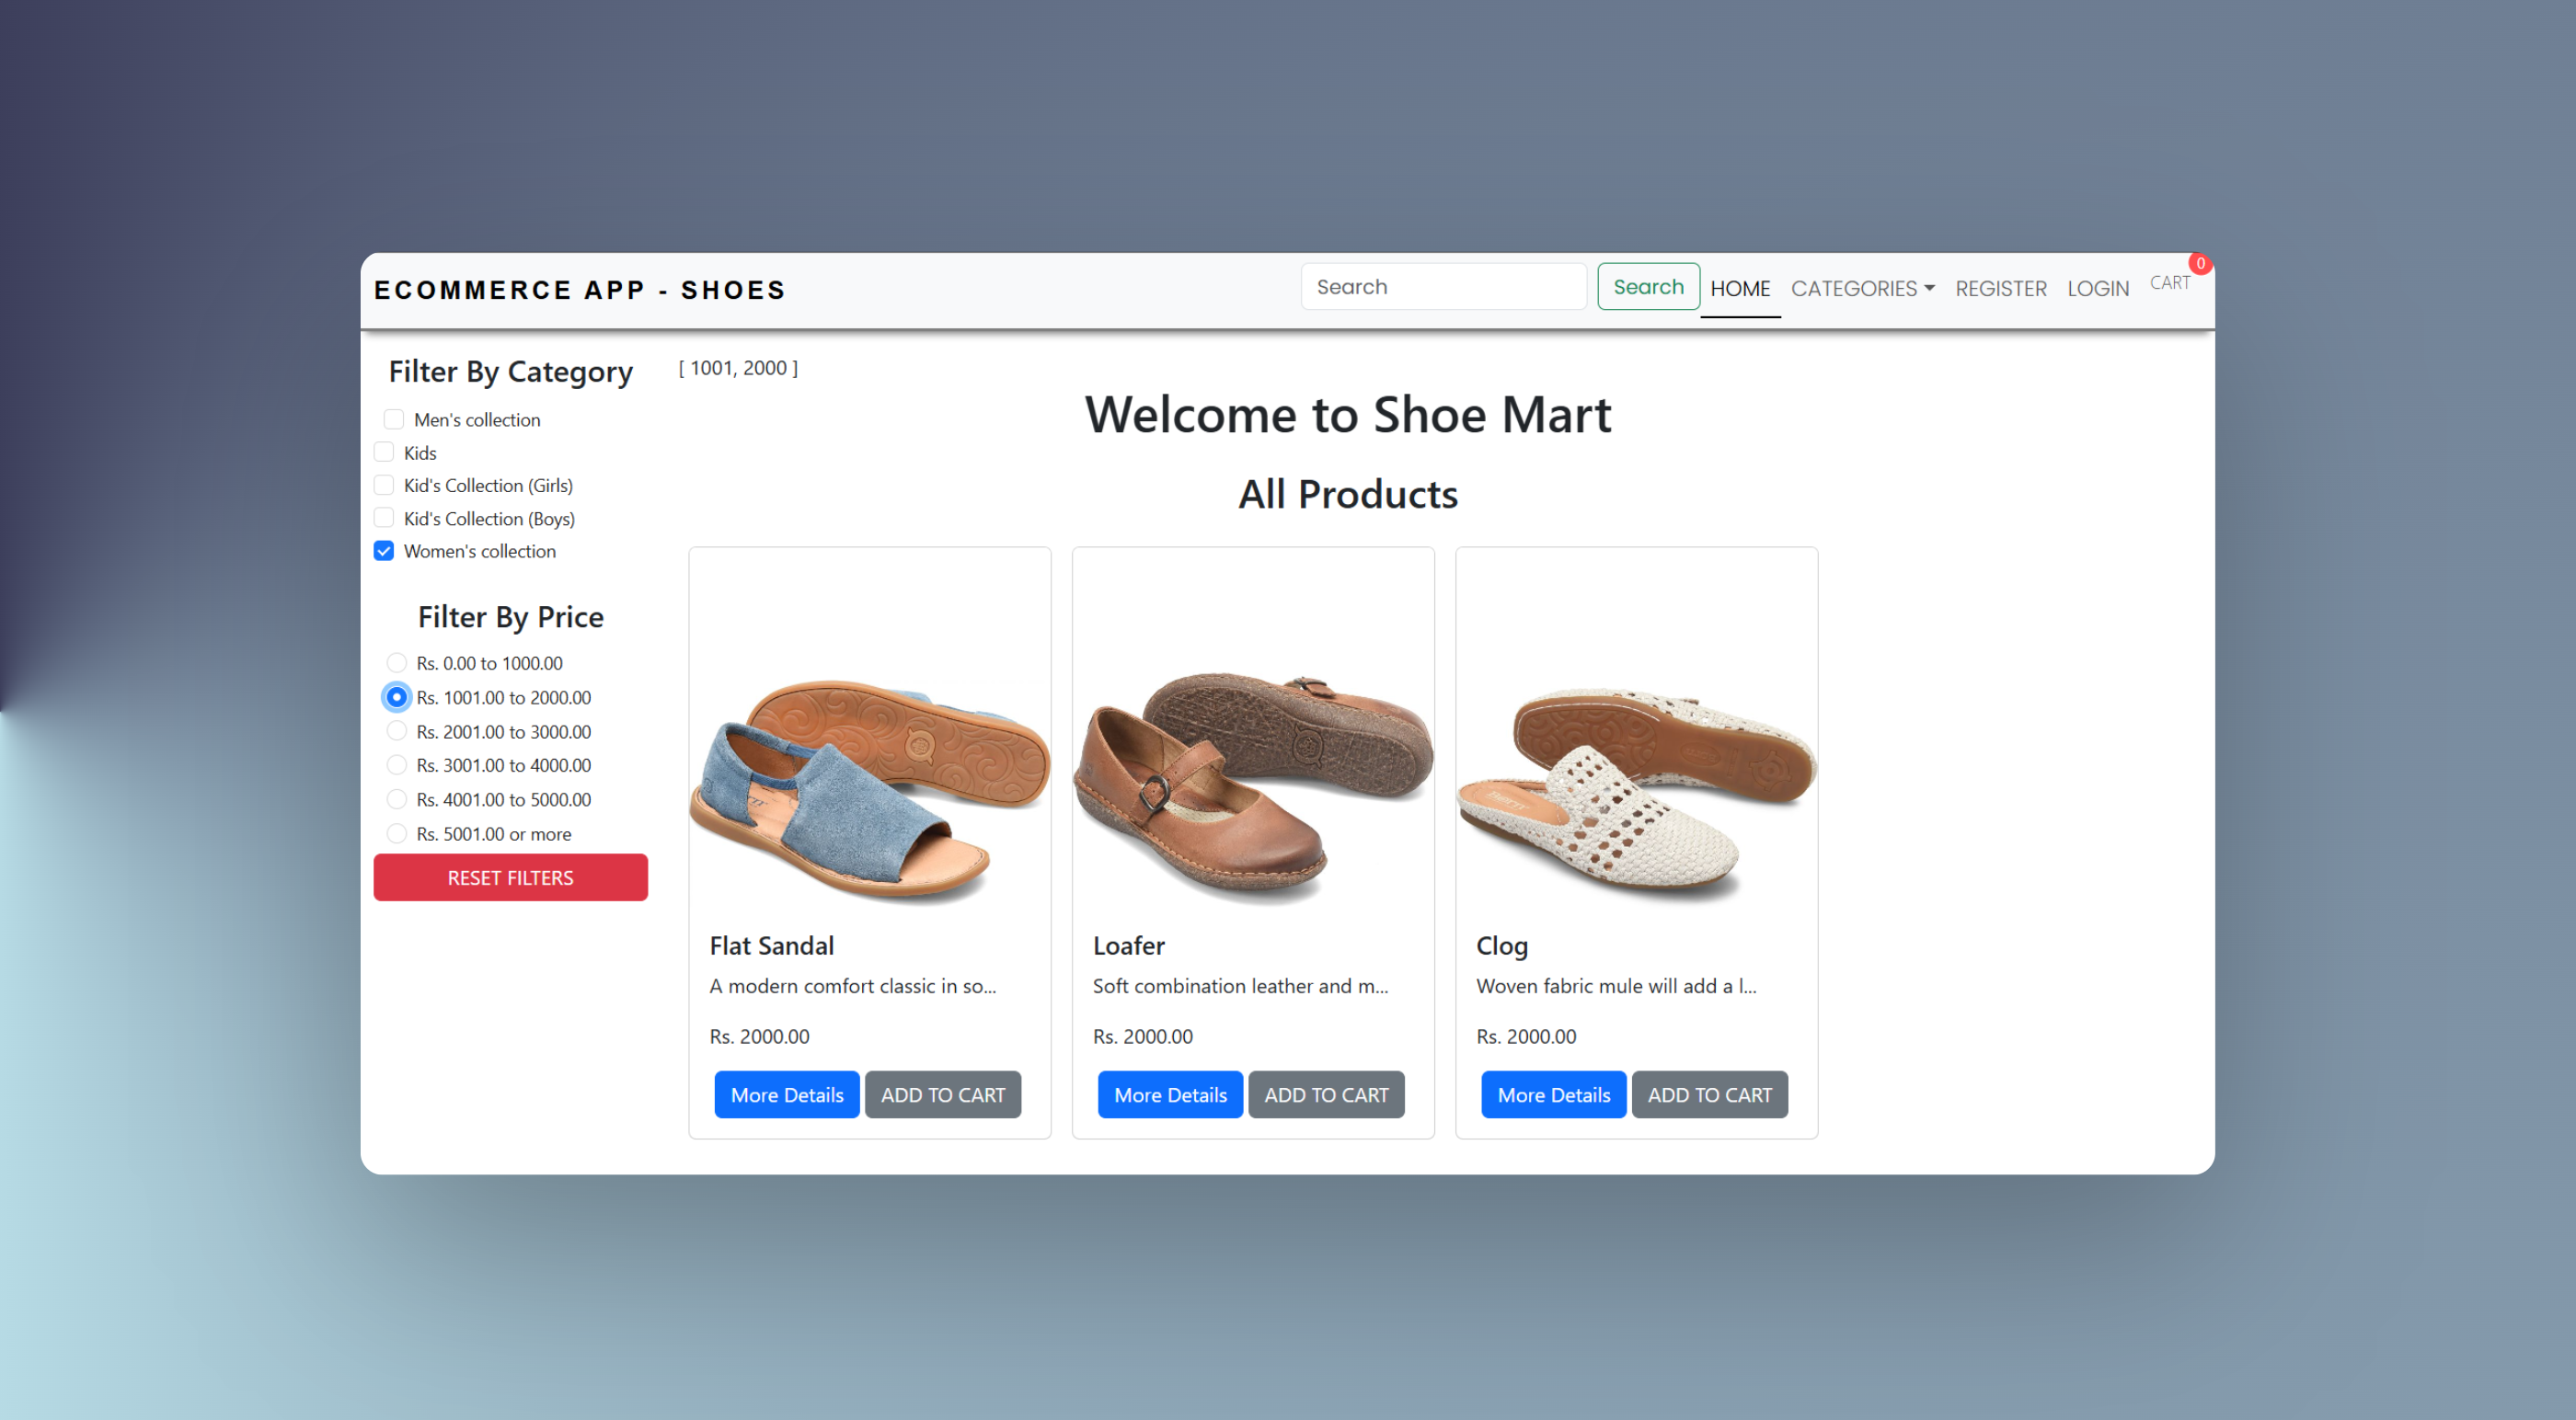 ECOMMERCE APP - SHOES
Search
Search
HOME
CATEGORIES
REGISTER
LOGIN
CART
0
Filter By Category
Men's collection
Kids
Kid's Collection (Girls)
Kid's Collection (Boys)
Women's collection
Filter By Price
Rs. 0.00 to 1000.00
Rs. 1001.00 to 2000.00
Rs. 2001.00 to 3000.00
Rs. 3001.00 to 4000.00
Rs. 4001.00 to 5000.00
Rs. 5001.00 or more
RESET FILTERS
[ 1001, 2000 ]
Welcome to Shoe Mart
All Products
Flat Sandal
A modern comfort classic in so...
Rs. 2000.00
More Details
ADD TO CART
Loafer
Soft combination leather and m...
Rs. 2000.00
More Details
ADD TO CART
Clog
Woven fabric mule will add a l...
Rs. 2000.00
More Details
ADD TO CART